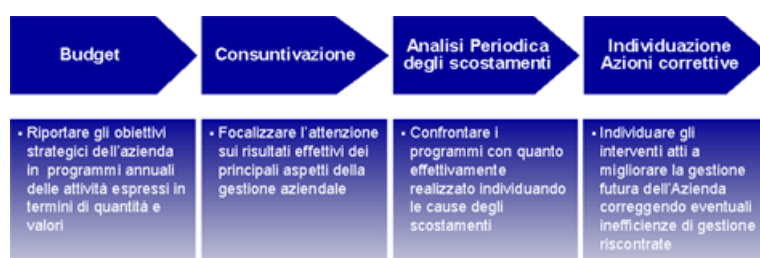 Budget
Consuntivazione
Analisi Periodica
degli scostamenti
Individuazione
Azioni correttive
▪ Riportare gli obiettivi
strategici dell'azienda
in programmi annuali
delle attività espressi in
termini di quantità e
valori
▪ Focalizzare l'attenzione
sui risultati effettivi dei
principali aspetti della
gestione aziendale
▪ Confrontare i
programmi con quanto
effettivamente
realizzato individuando
le cause degli
scostamenti
▪ Individuare gli
interventi atti a
migliorare la gestione
futura dell'Azienda
correggendo eventuali
inefficienze di gestione
riscontrate